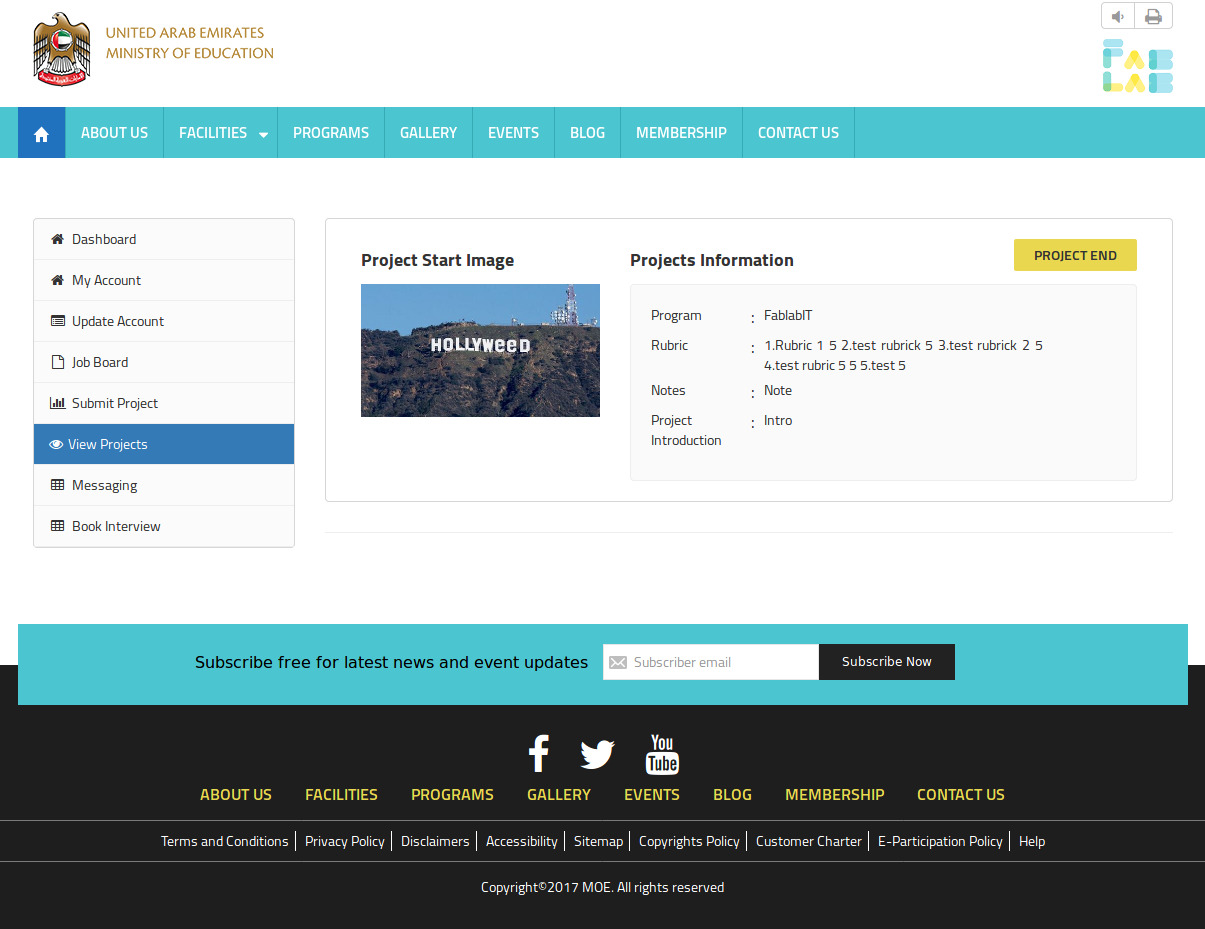 UNITED ARAB EMIRATES
MINISTRY OF EDUCATION
FAB
LAB
ABOUT US
FACILITIES
PROGRAMS
GALLERY
EVENTS
BLOG
MEMBERSHIP
CONTACT US
Dashboard
My Account
Update Account
Job Board
Submit Project
View Projects
Messaging
Book Interview
Project Start Image
HOLLYWeeD
Projects Information
PROJECT END
Program : FablabIT
Rubric : 1.Rubric 1 5 2.test rubrick 5 3.test rubrick 2 5
4.test rubric 5 5 5.test 5
Notes : Note
Project : Intro
Introduction
Subscribe free for latest news and event updates
Subscriber email
Subscribe Now
You
Tube
ABOUT US
FACILITIES
PROGRAMS
GALLERY
EVENTS
BLOG
MEMBERSHIP
CONTACT US
Terms and Conditions
Privacy Policy
Disclaimers
Accessibility
Sitemap
Copyrights Policy
Customer Charter
E-Participation Policy
Help
Copyright©2017 MOE. All rights reserved